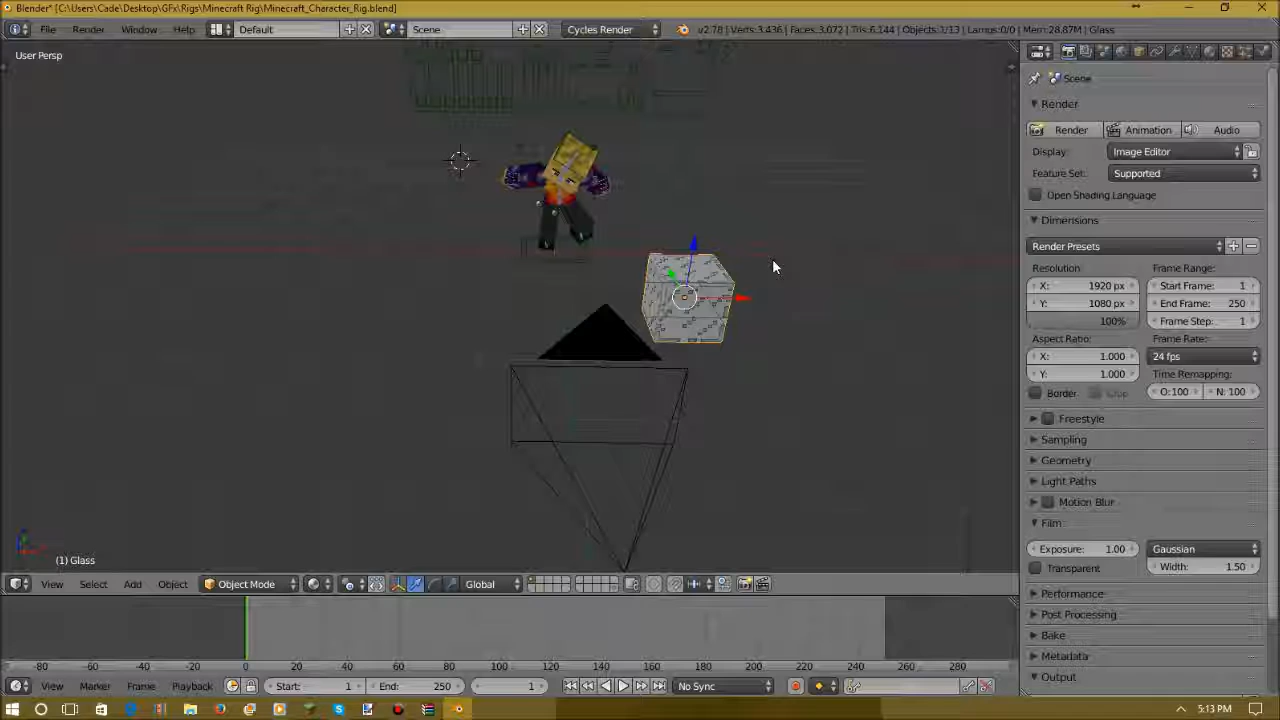 Blender* [C:\Users\Cade\Desktop\GFx\Rigs\Minecraft Rig\Minecraft_Character_Rig.blend]
File Render Window Help Default Scene Cycles Render v2.78 | Verts:3,436 | Faces:3,072 | Tris:6,144 | Objects:1/13 | Lamps:0/0 | Mem:28.87M | Glass
User Persp
Scene
Render
Render Animation Audio
Display: Image Editor
Feature Set: Supported
Open Shading Language
Dimensions
Render Presets
Resolution Frame Range:
X: 1920 px Start Frame: 1
Y: 1080 px End Frame: 250
100% Frame Step: 1
Aspect Ratio: Frame Rate:
X: 1.000 24 fps
Y: 1.000 Time Remapping:
Border Crop O:100 N: 100
Freestyle
Sampling
Geometry
Light Paths
Motion Blur
Film
Exposure: 1.00 Gaussian
Transparent Width: 1.50
Performance
Post Processing
Bake
Metadata
Output
(1) Glass
View Select Add Object Object Mode Global
-80 -60 -40 -20 0 20 40 60 80 100 120 140 160 180 200 220 240 260 280
View Marker Frame Playback Start: 1 End: 250 1 No Sync
5:13 PM